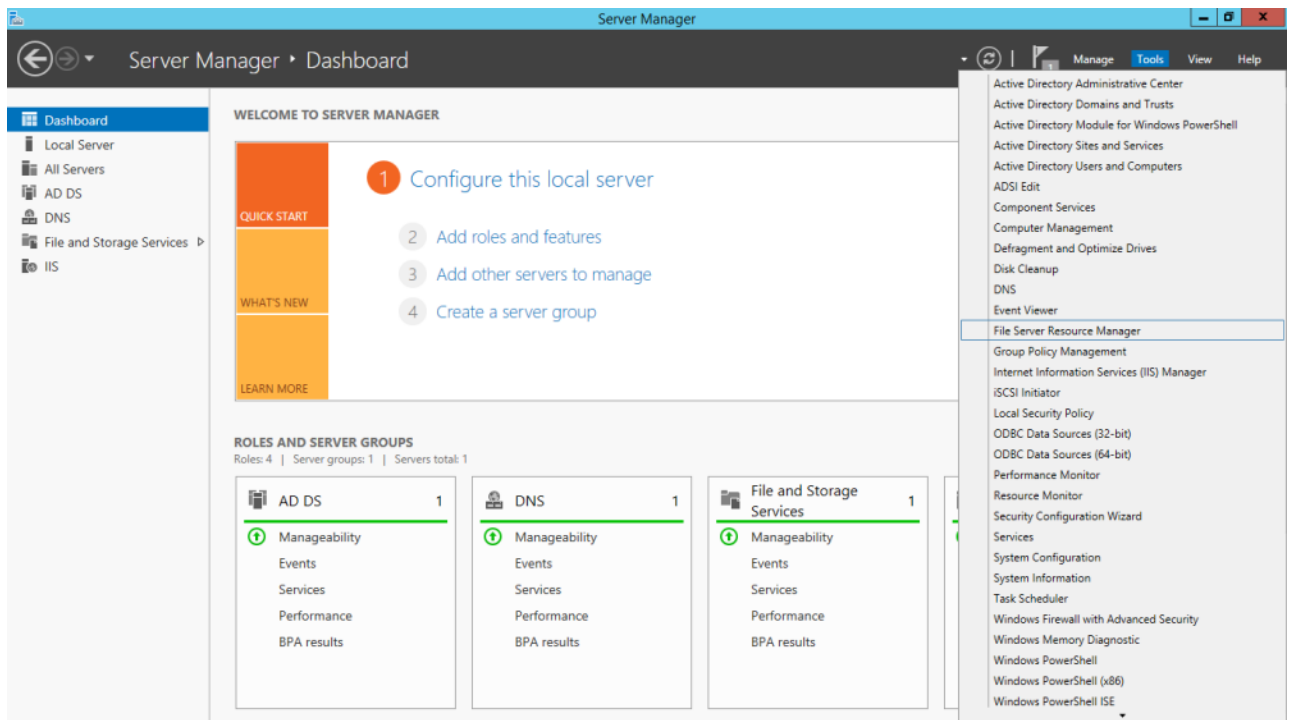 Server Manager
Server Manager • Dashboard
1
Manage Tools View Help
Dashboard
Local Server
All Servers
AD DS
DNS
File and Storage Services
IIS
WELCOME TO SERVER MANAGER
QUICK START
WHAT'S NEW
LEARN MORE
1 Configure this local server
2 Add roles and features
3 Add other servers to manage
4 Create a server group
ROLES AND SERVER GROUPS
Roles: 4 | Server groups: 1 | Servers total: 1
AD DS 1
Manageability
Events
Services
Performance
BPA results
DNS 1
Manageability
Events
Services
Performance
BPA results
File and Storage
Services 1
Manageability
Events
Services
Performance
BPA results
Active Directory Administrative Center
Active Directory Domains and Trusts
Active Directory Module for Windows PowerShell
Active Directory Sites and Services
Active Directory Users and Computers
ADSI Edit
Component Services
Computer Management
Defragment and Optimize Drives
Disk Cleanup
DNS
Event Viewer
File Server Resource Manager
Group Policy Management
Internet Information Services (IIS) Manager
iSCSI Initiator
Local Security Policy
ODBC Data Sources (32-bit)
ODBC Data Sources (64-bit)
Performance Monitor
Resource Monitor
Security Configuration Wizard
Services
System Configuration
System Information
Task Scheduler
Windows Firewall with Advanced Security
Windows Memory Diagnostic
Windows PowerShell
Windows PowerShell (x86)
Windows PowerShell ISE